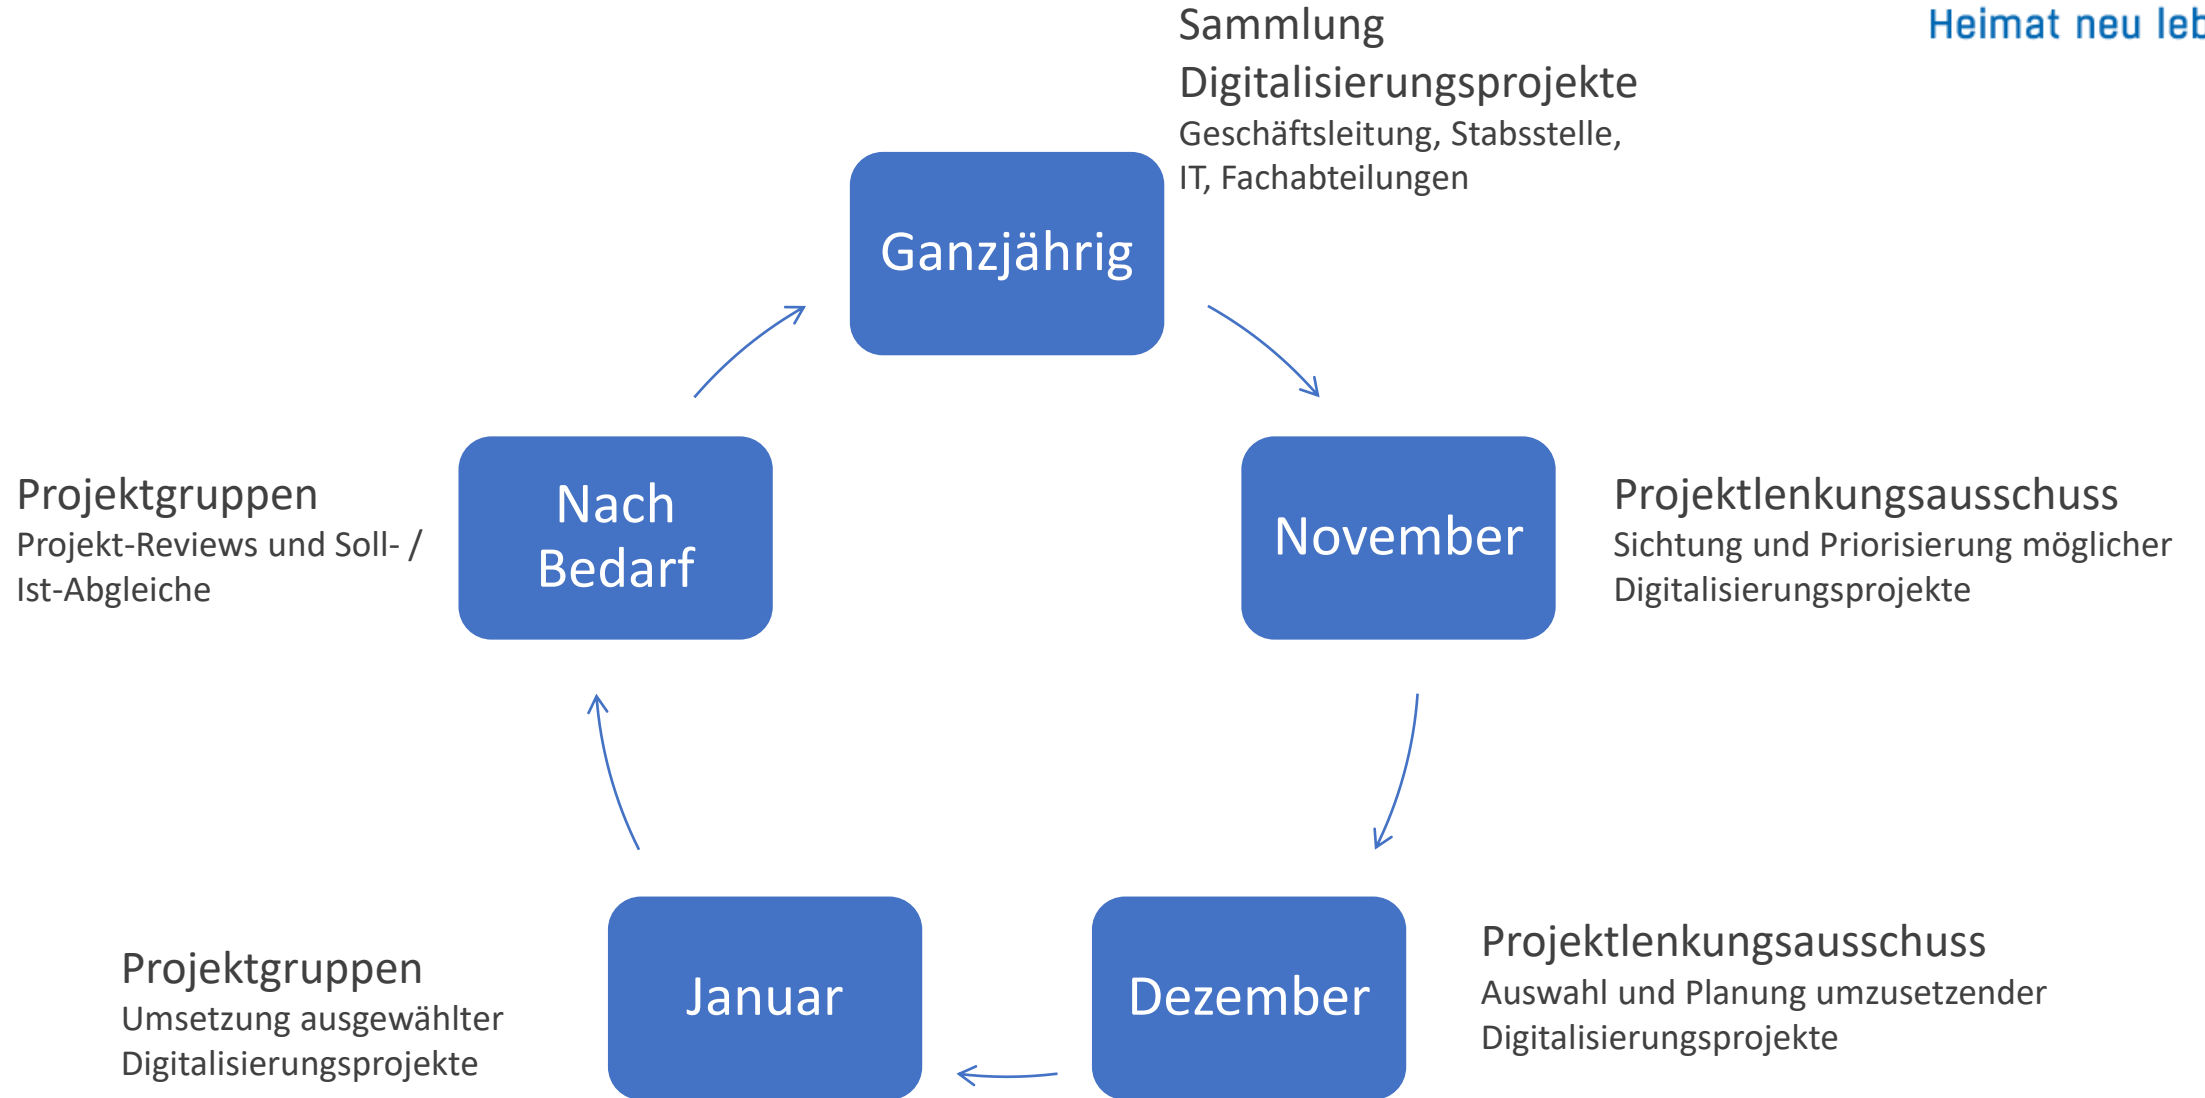 Heimat neu leb
Sammlung
Digitalisierungsprojekte
Geschäftsleitung, Stabsstelle,
IT, Fachabteilungen
Ganzjährig
November
Projektlenkungsausschuss
Sichtung und Priorisierung möglicher
Digitalisierungsprojekte
Dezember
Projektlenkungsausschuss
Auswahl und Planung umzusetzender
Digitalisierungsprojekte
Januar
Projektgruppen
Umsetzung ausgewählter
Digitalisierungsprojekte
Nach
Bedarf
Projektgruppen
Projekt-Reviews und Soll- /
Ist-Abgleiche